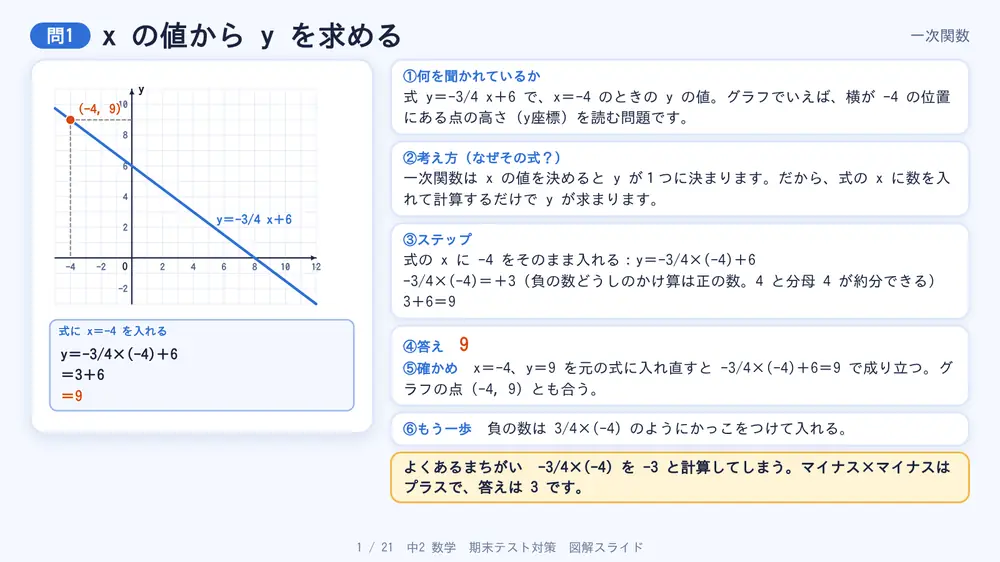 問1 x の値から y を求める
一次関数
y
(-4, 9)
10
8
6
4
2
-2
-4 -2 0 2 4 6 8 10 12
y=-3/4 x+6
式に x=-4 を入れる
y=-3/4×(-4)+6
=3+6
=9
①何を聞かれているか
式 y=-3/4 x+6 で、x=-4 のときの y の値。グラフでいえば、横が -4 の位置
にある点の高さ（y座標）を読む問題です。
②考え方（なぜその式？）
一次関数は x の値を決めると y が１つに決まります。だから、式の x に数を入
れて計算するだけで y が求まります。
③ステップ
式の x に -4 をそのまま入れる：y=-3/4×(-4)+6
-3/4×(-4)=+3（負の数どうしのかけ算は正の数。4 と分母 4 が約分できる）
3+6=9
④答え 9
⑤確かめ x=-4、y=9 を元の式に入れ直すと -3/4×(-4)+6=9 で成り立つ。グ
ラフの点 (-4, 9) とも合う。
⑥もう一歩 負の数は 3/4×(-4) のようにかっこをつけて入れる。
よくあるまちがい -3/4×(-4) を -3 と計算してしまう。マイナス×マイナスは
プラスで、答えは 3 です。
1 / 21 中2 数学 期末テスト対策 図解スライド